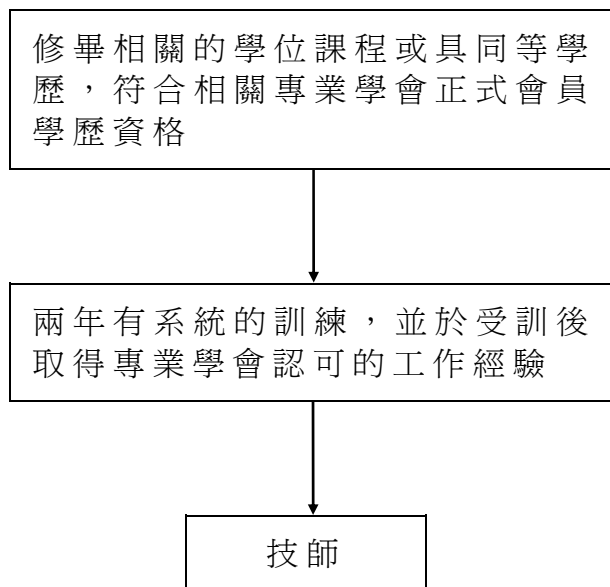 修畢相關的學位課程或具同等學
歷，符合相關專業學會正式會員
學歷資格
兩年有系統的訓練，並於受訓後
取得專業學會認可的工作經驗
技師